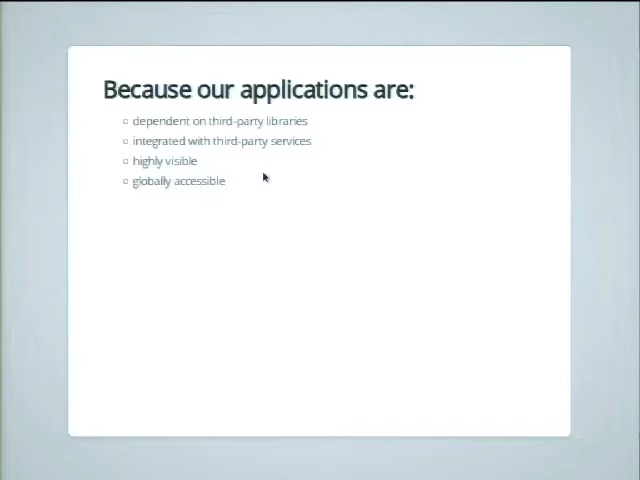 Because our applications are:
dependent on third-party libraries
integrated with third-party services
highly visible
globally accessible